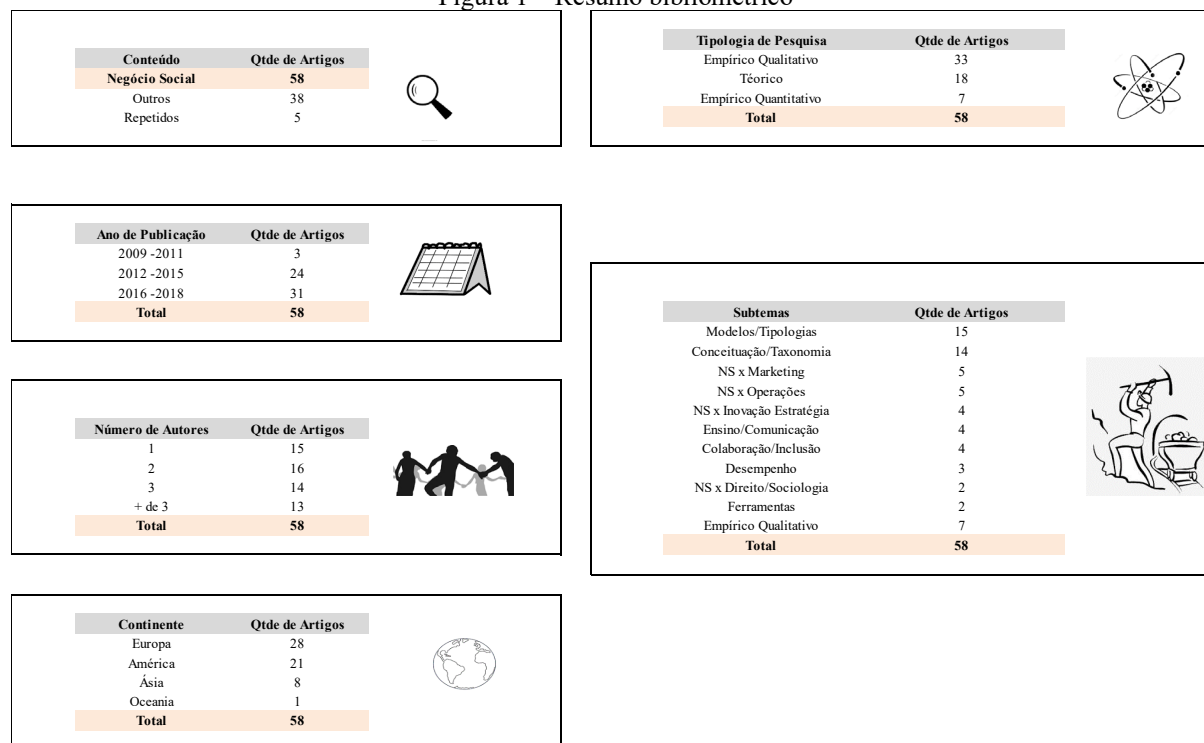 Figura 1 – Resumo bibliométrico
Conteúdo Qtde de Artigos
Negócio Social 58
Outros 38
Repetidos 5
Tipologia de Pesquisa Qtde de Artigos
Empírico Qualitativo 33
Téorico 18
Empírico Quantitativo 7
Total 58
Ano de Publicação Qtde de Artigos
2009 -2011 3
2012 -2015 24
2016 -2018 31
Total 58
Número de Autores Qtde de Artigos
1 15
2 16
3 14
+ de 3 13
Total 58
Subtemas Qtde de Artigos
Modelos/Tipologias 15
Conceituação/Taxonomia 14
NS x Marketing 5
NS x Operações 5
NS x Inovação Estratégia 4
Ensino/Comunicação 4
Colaboração/Inclusão 4
Desempenho 3
NS x Direito/Sociologia 2
Ferramentas 2
Empírico Qualitativo 7
Total 58
Continente Qtde de Artigos
Europa 28
América 21
Ásia 8
Oceania 1
Total 58